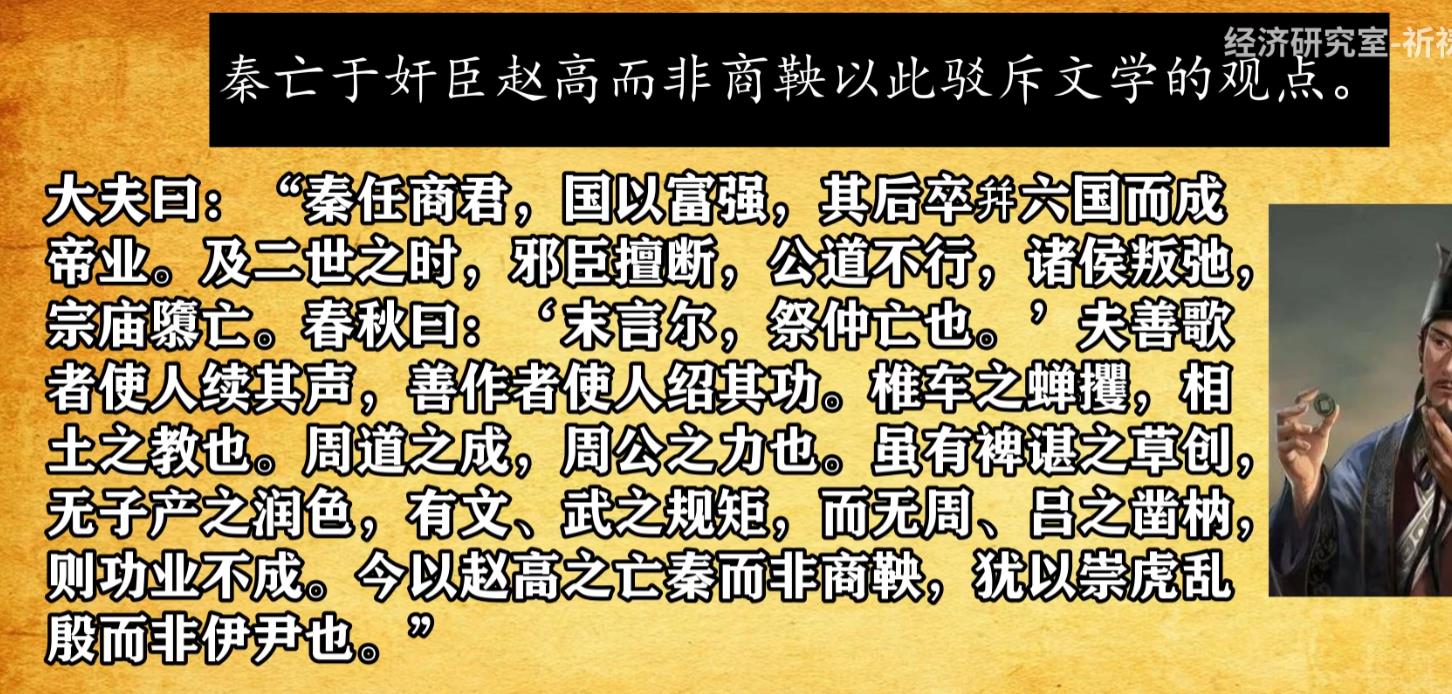 经济研究室-祈
秦亡于奸臣赵高而非商鞅以此驳斥文学的观点。
大夫曰：“秦任商君，国以富强，其后卒幷六国而成
帝业。及二世之时，邪臣擅断，公道不行，诸侯叛弛，
宗庙隳亡。春秋曰：‘末言尔，祭仲亡也。’夫善歌
者使人续其声，善作者使人绍其功。椎车之蝉攫，相
土之教也。周道之成，周公之力也。虽有裨谌之草创，
无子产之润色，有文、武之规矩，而无周、吕之凿枘，
则功业不成。今以赵高之亡秦而非商鞅，犹以崇虎乱
殷而非伊尹也。”